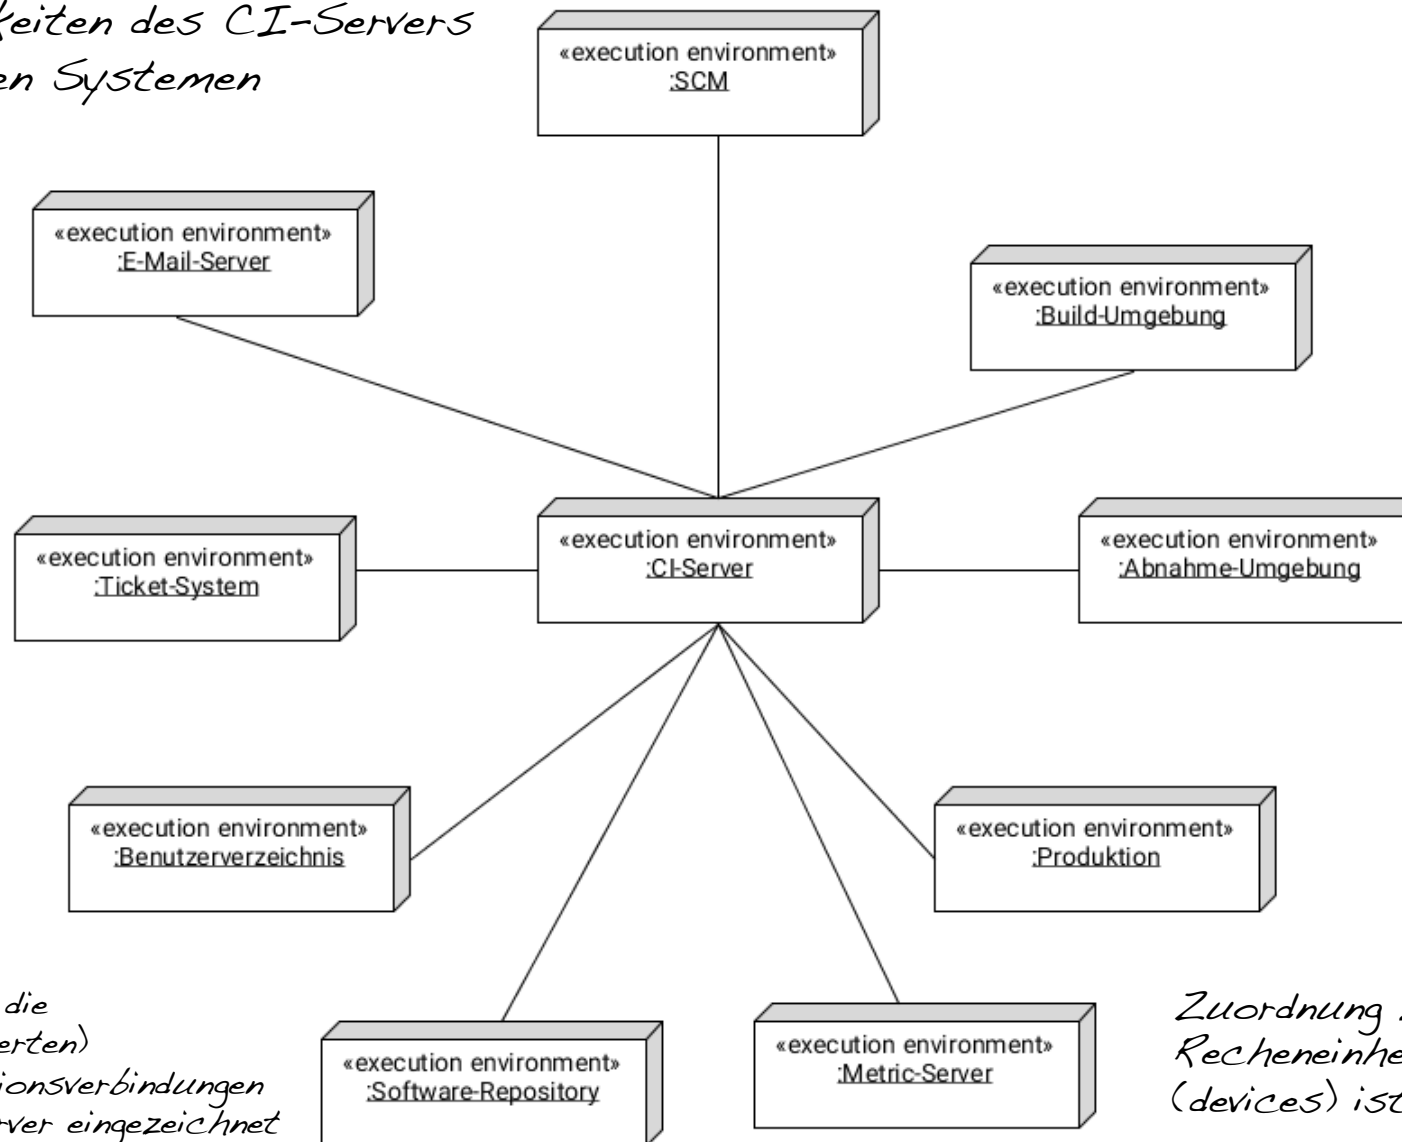 keiten des CI-Servers
en Systemen
«execution environment»
:SCM
«execution environment»
:E-Mail-Server
«execution environment»
:Build-Umgebung
«execution environment»
:Ticket-System
«execution environment»
:CI-Server
«execution environment»
:Abnahme-Umgebung
«execution environment»
:Benutzerverzeichnis
«execution environment»
:Produktion
die
erten)
ionsverbindungen
rver eingezeichnet
«execution environment»
:Software-Repository
«execution environment»
:Metric-Server
Zuordnung
Recheneinhe
(devices) ist